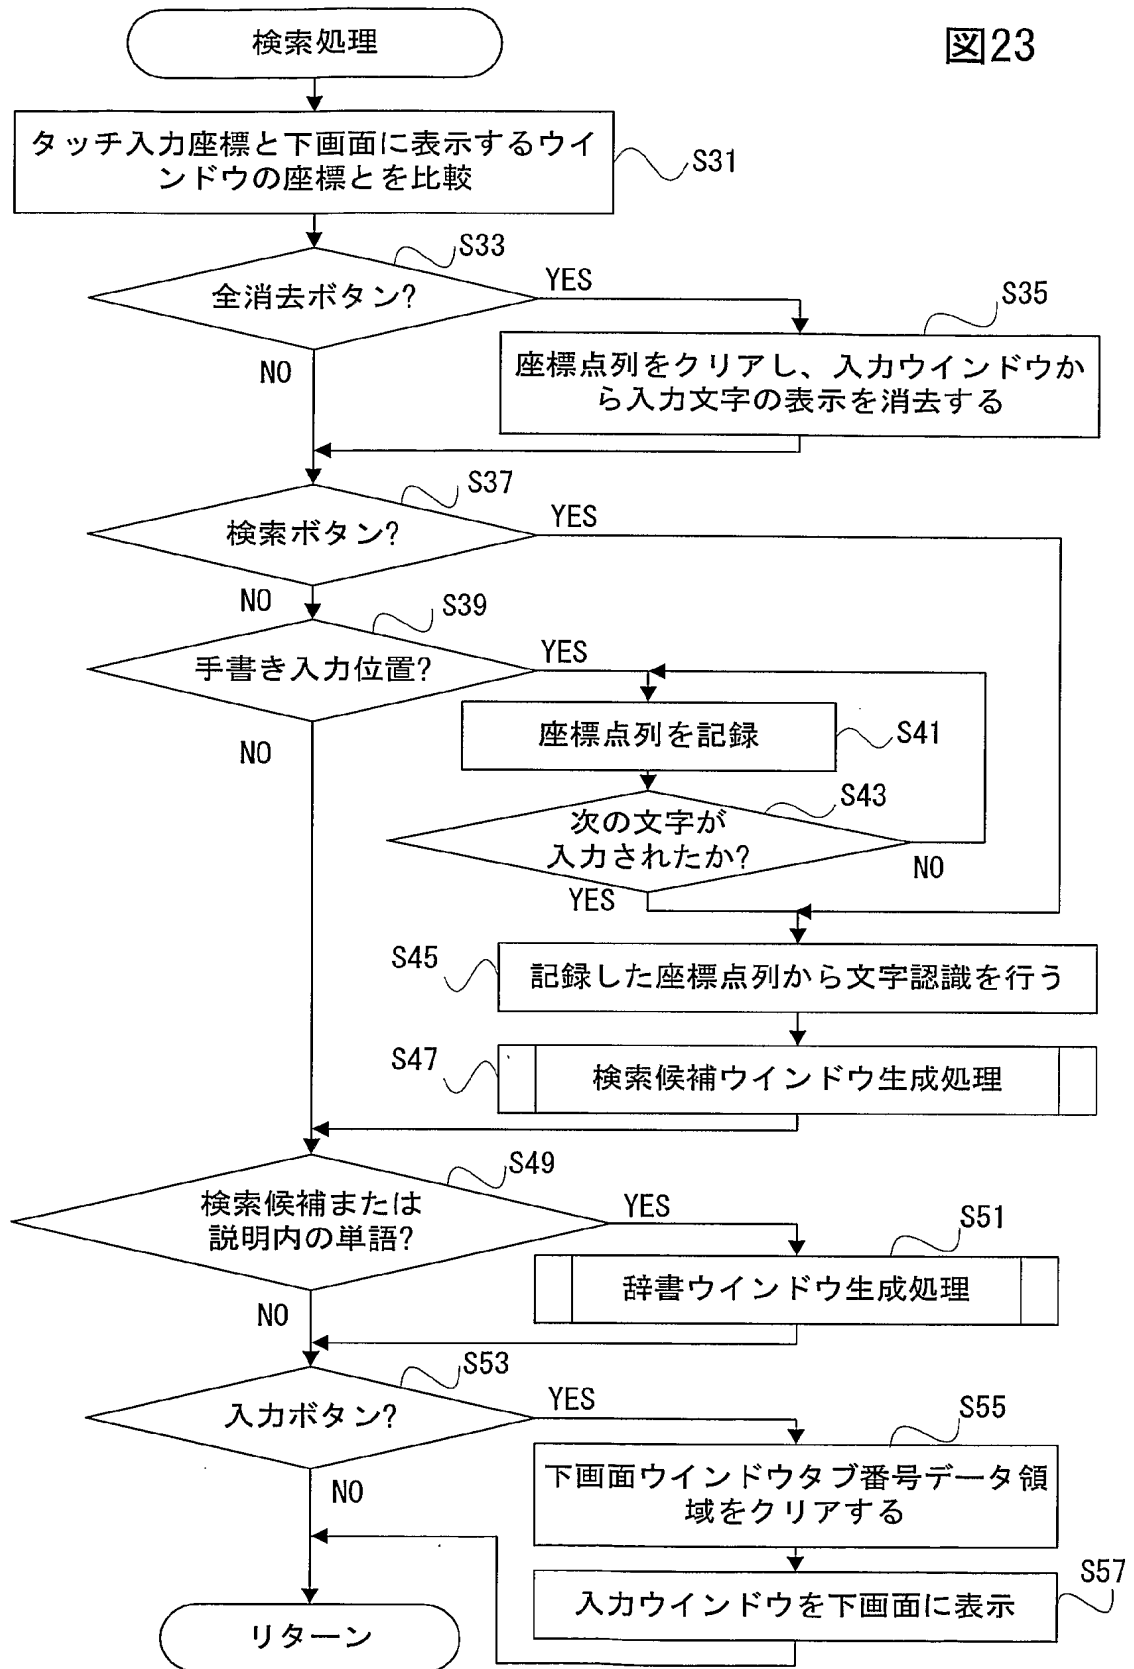 検索処理
図23
タッチ入力座標と下画面に表示するウイ
ンドウの座標とを比較
S31
S33
全消去ボタン?
YES
NO
S35
座標点列をクリアし、入力ウインドウか
ら入力文字の表示を消去する
S37
検索ボタン?
YES
NO
S39
手書き入力位置?
YES
NO
座標点列を記録
S41
S43
次の文字が
入力されたか?
NO
YES
S45
記録した座標点列から文字認識を行う
S47
検索候補ウインドウ生成処理
S49
検索候補または
説明内の単語?
YES
NO
S51
辞書ウインドウ生成処理
S53
入力ボタン?
YES
NO
S55
下画面ウインドウタブ番号データ領
域をクリアする
S57
入力ウインドウを下画面に表示
リターン